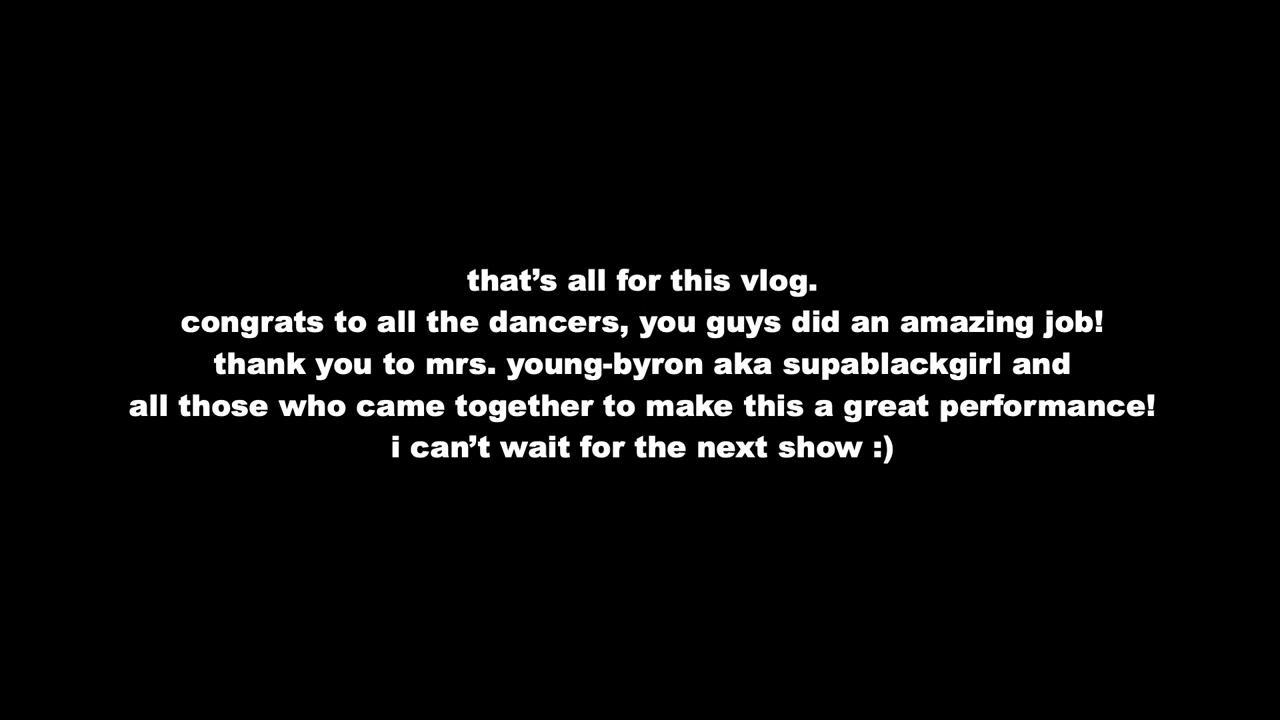 that’s all for this vlog.
congrats to all the dancers, you guys did an amazing job!
thank you to mrs. young-byron aka supablackgirl and
all those who came together to make this a great performance!
i can’t wait for the next show :)